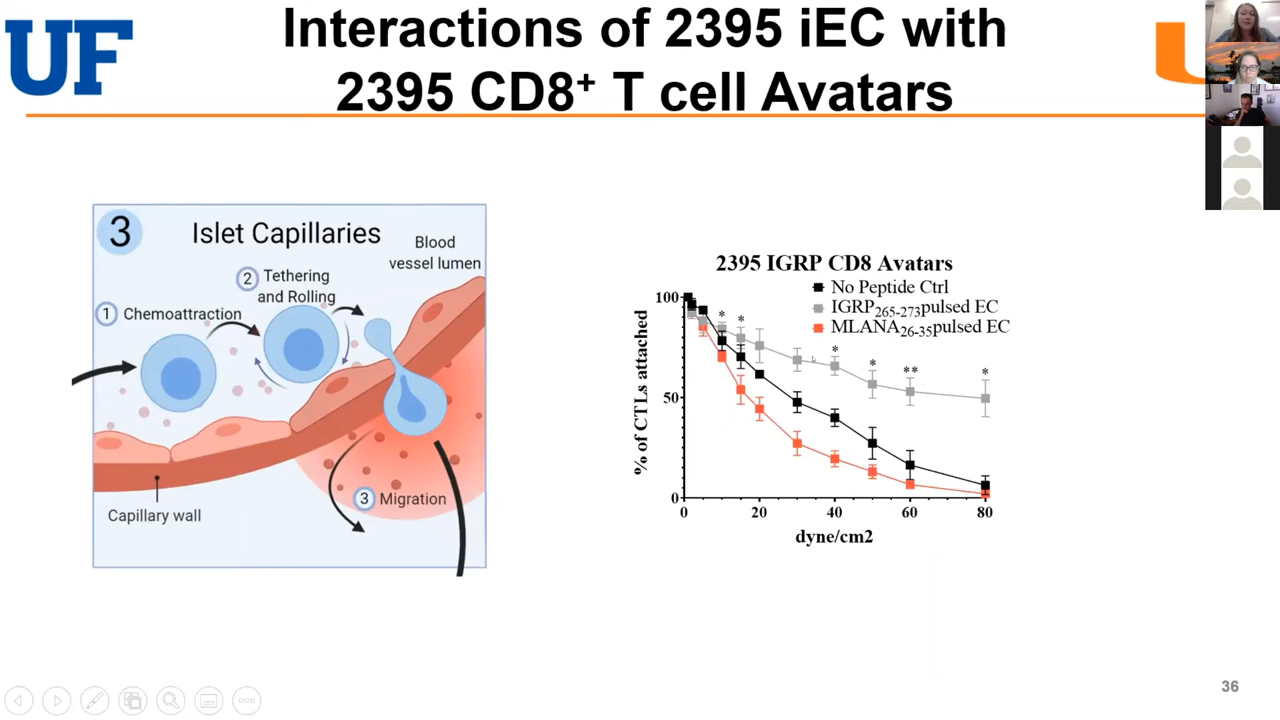 UF
Interactions of 2395 iEC with
2395 CD8+ T cell Avatars
3
Islet Capillaries
Blood
vessel lumen
2
Tethering
and Rolling
1
Chemoattraction
3
Migration
Capillary wall
2395 IGRP CD8 Avatars
No Peptide Ctrl
IGRP265-273pulsed EC
MLANA26-35pulsed EC
% of CTLs attached
100
50
0
* * * * ** *
0 20 40 60 80
dyne/cm2
36